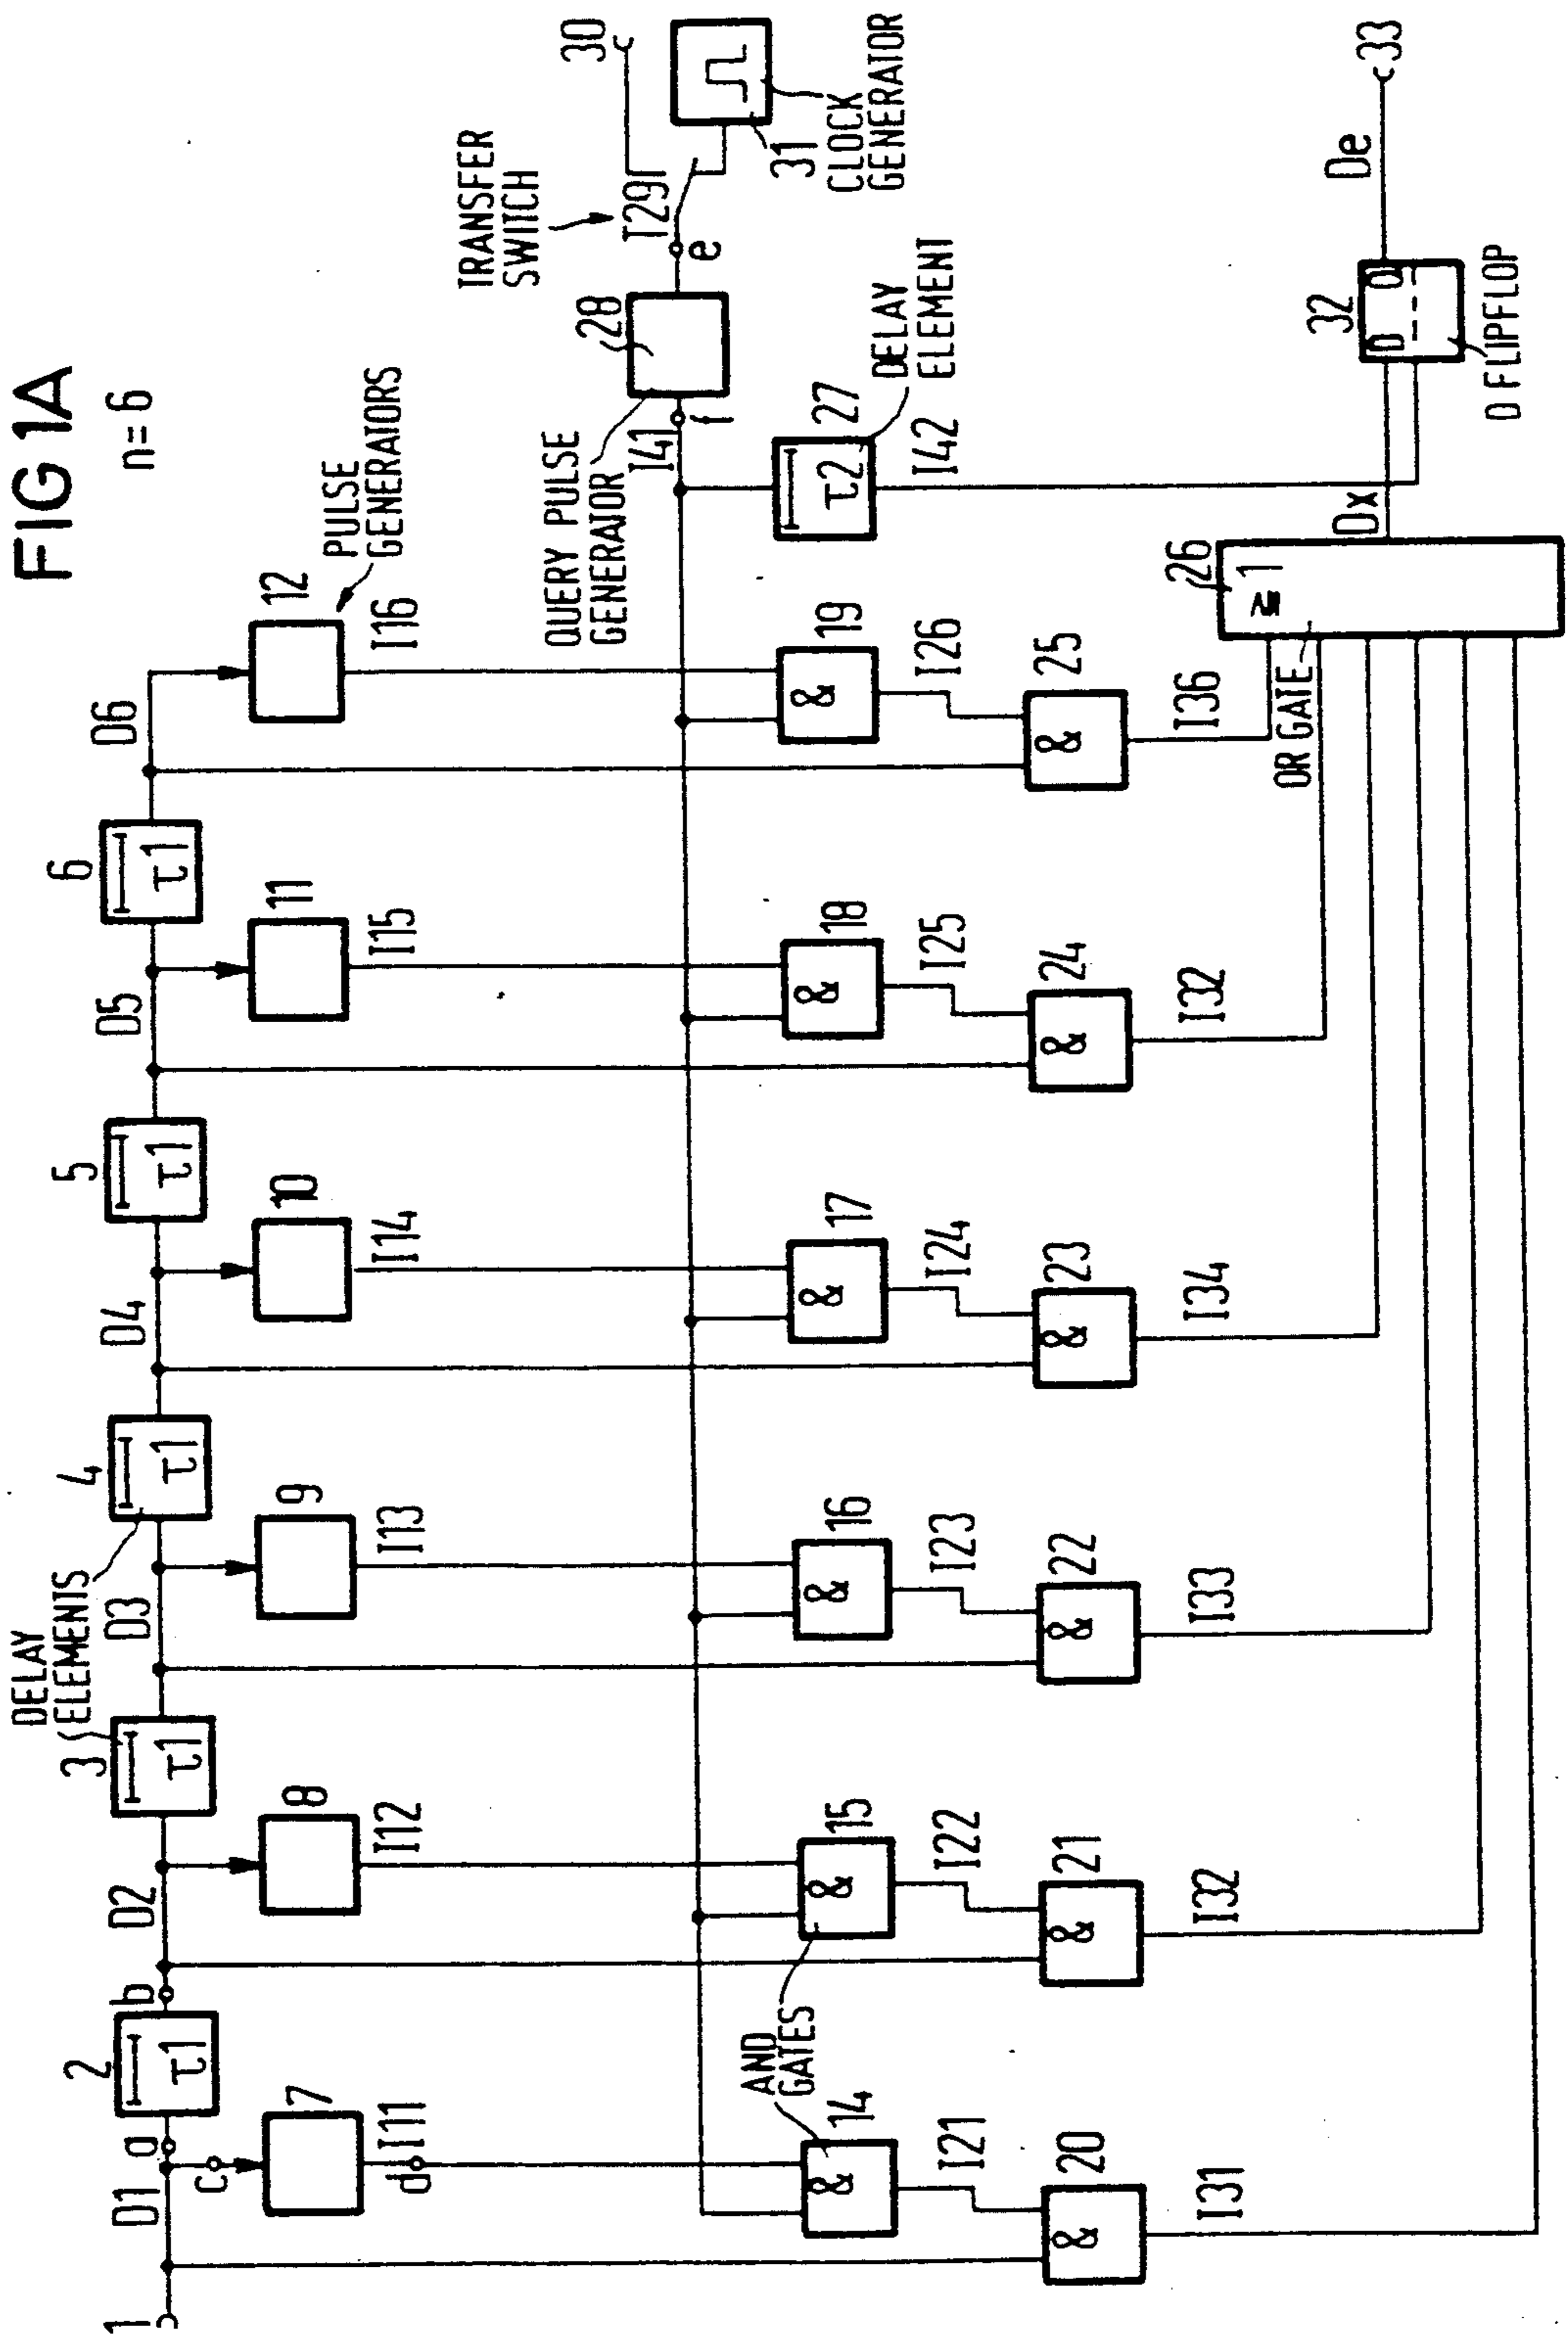 FIG 1A
n=6
1
D1
a
2
τ1
b
D2
3
τ1
DELAY
ELEMENTS
D3
4
τ1
D4
5
τ1
D5
6
τ1
D6
c
7
I11
d
8
I12
9
I13
10
I14
11
I15
12
I16
PULSE
GENERATORS
QUERY PULSE
GENERATOR
I41
f
28
e
TRANSFER
SWITCH
I29
30
31
CLOCK
GENERATOR
AND
GATES
&
14
&
15
&
16
&
17
&
18
&
19
τ2
27
DELAY
ELEMENT
I21
I22
I23
I24
I25
I26
I42
&
20
&
21
&
22
&
23
&
24
&
25
I31
I32
I33
I34
I32
I36
OR GATE
26
≥1
Dx
32
D Q
D FLIPFLOP
De
33